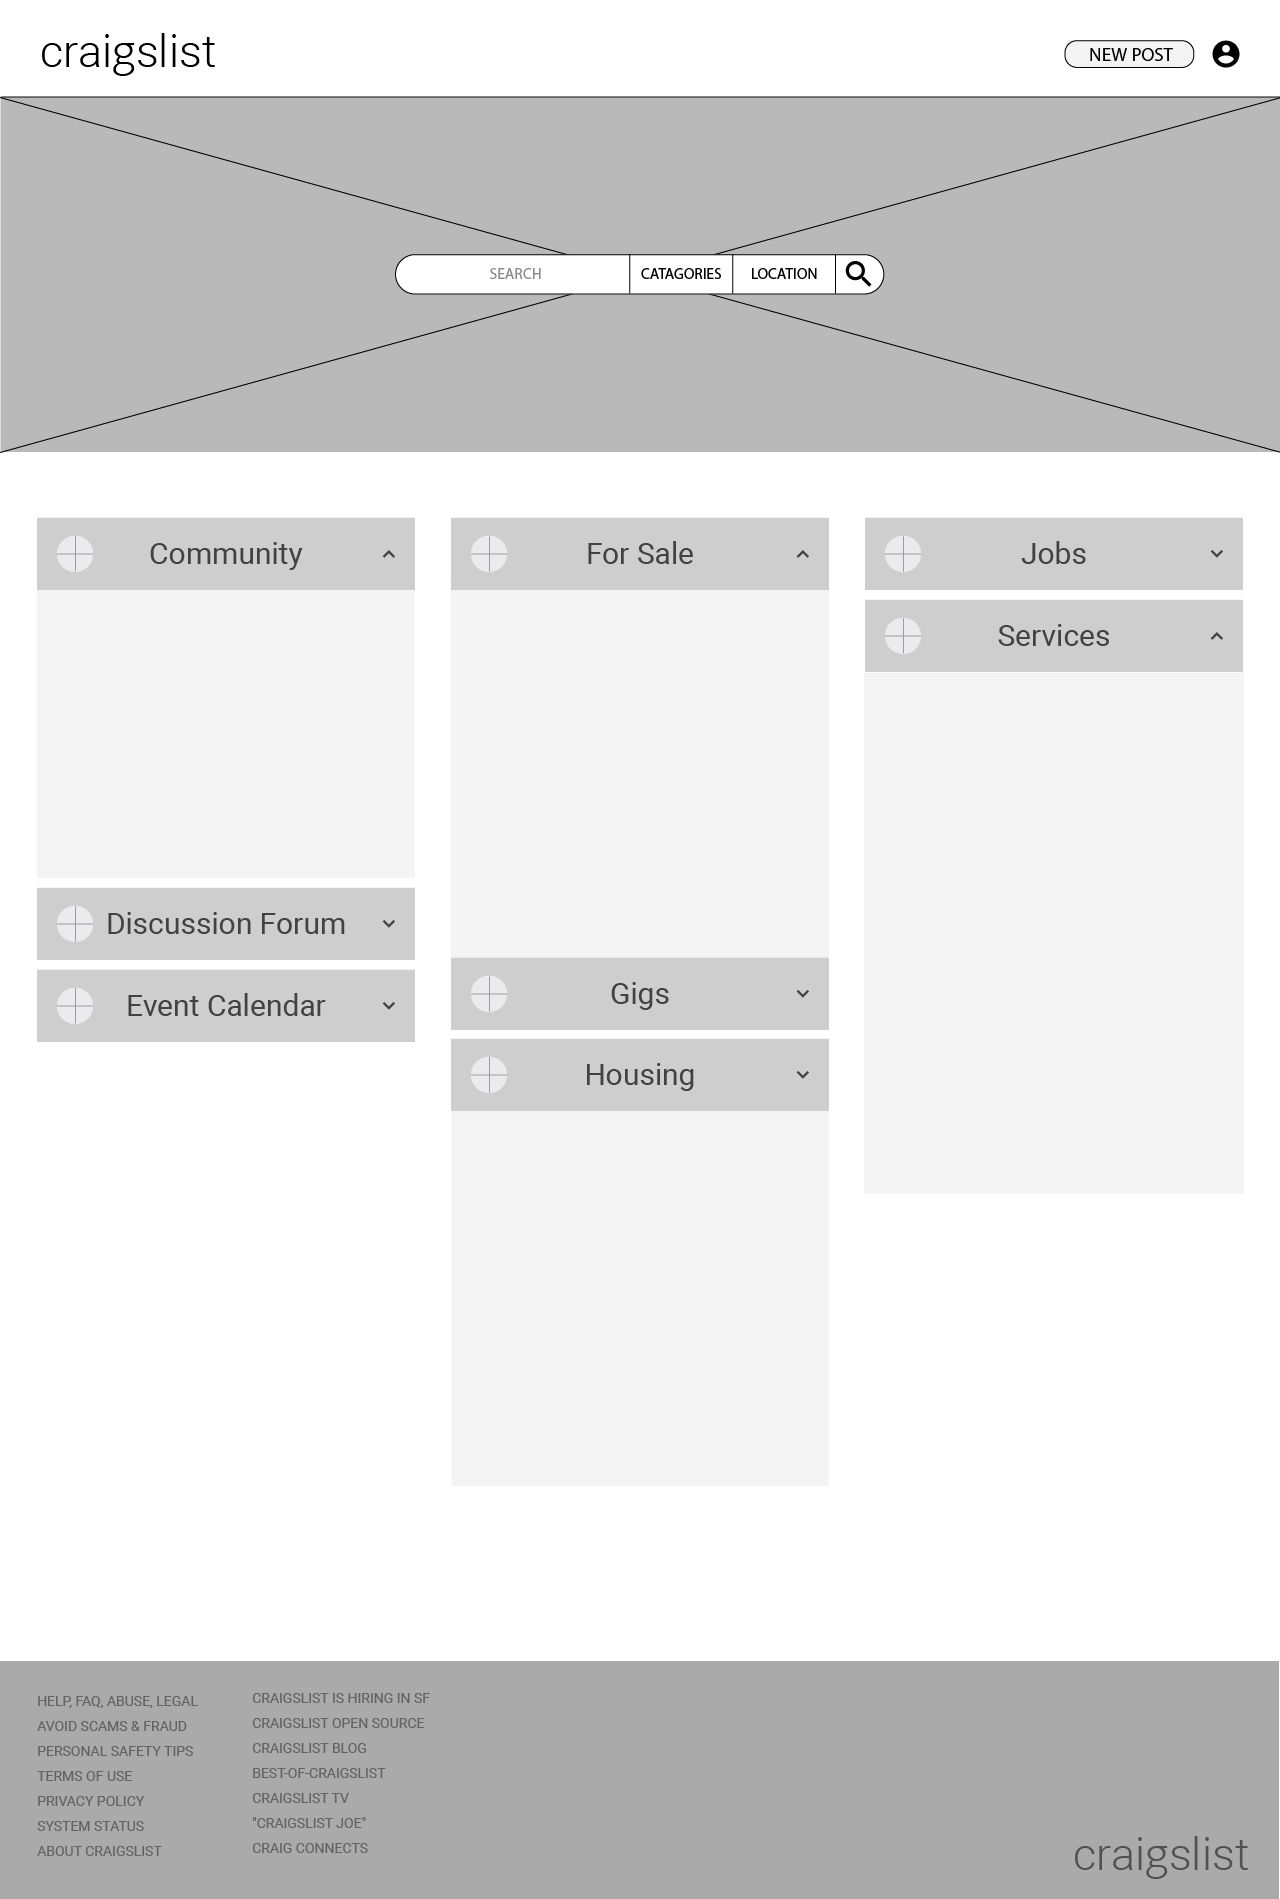 craigslist
NEW POST
SEARCH
CATAGORIES
LOCATION
Community
For Sale
Jobs
Services
Discussion Forum
Event Calendar
Gigs
Housing
HELP, FAQ, ABUSE, LEGAL
AVOID SCAMS & FRAUD
PERSONAL SAFETY TIPS
TERMS OF USE
PRIVACY POLICY
SYSTEM STATUS
ABOUT CRAIGSLIST
CRAIGSLIST IS HIRING IN SF
CRAIGSLIST OPEN SOURCE
CRAIGSLIST BLOG
BEST-OF-CRAIGSLIST
CRAIGSLIST TV
"CRAIGSLIST JOE"
CRAIG CONNECTS
craigslist